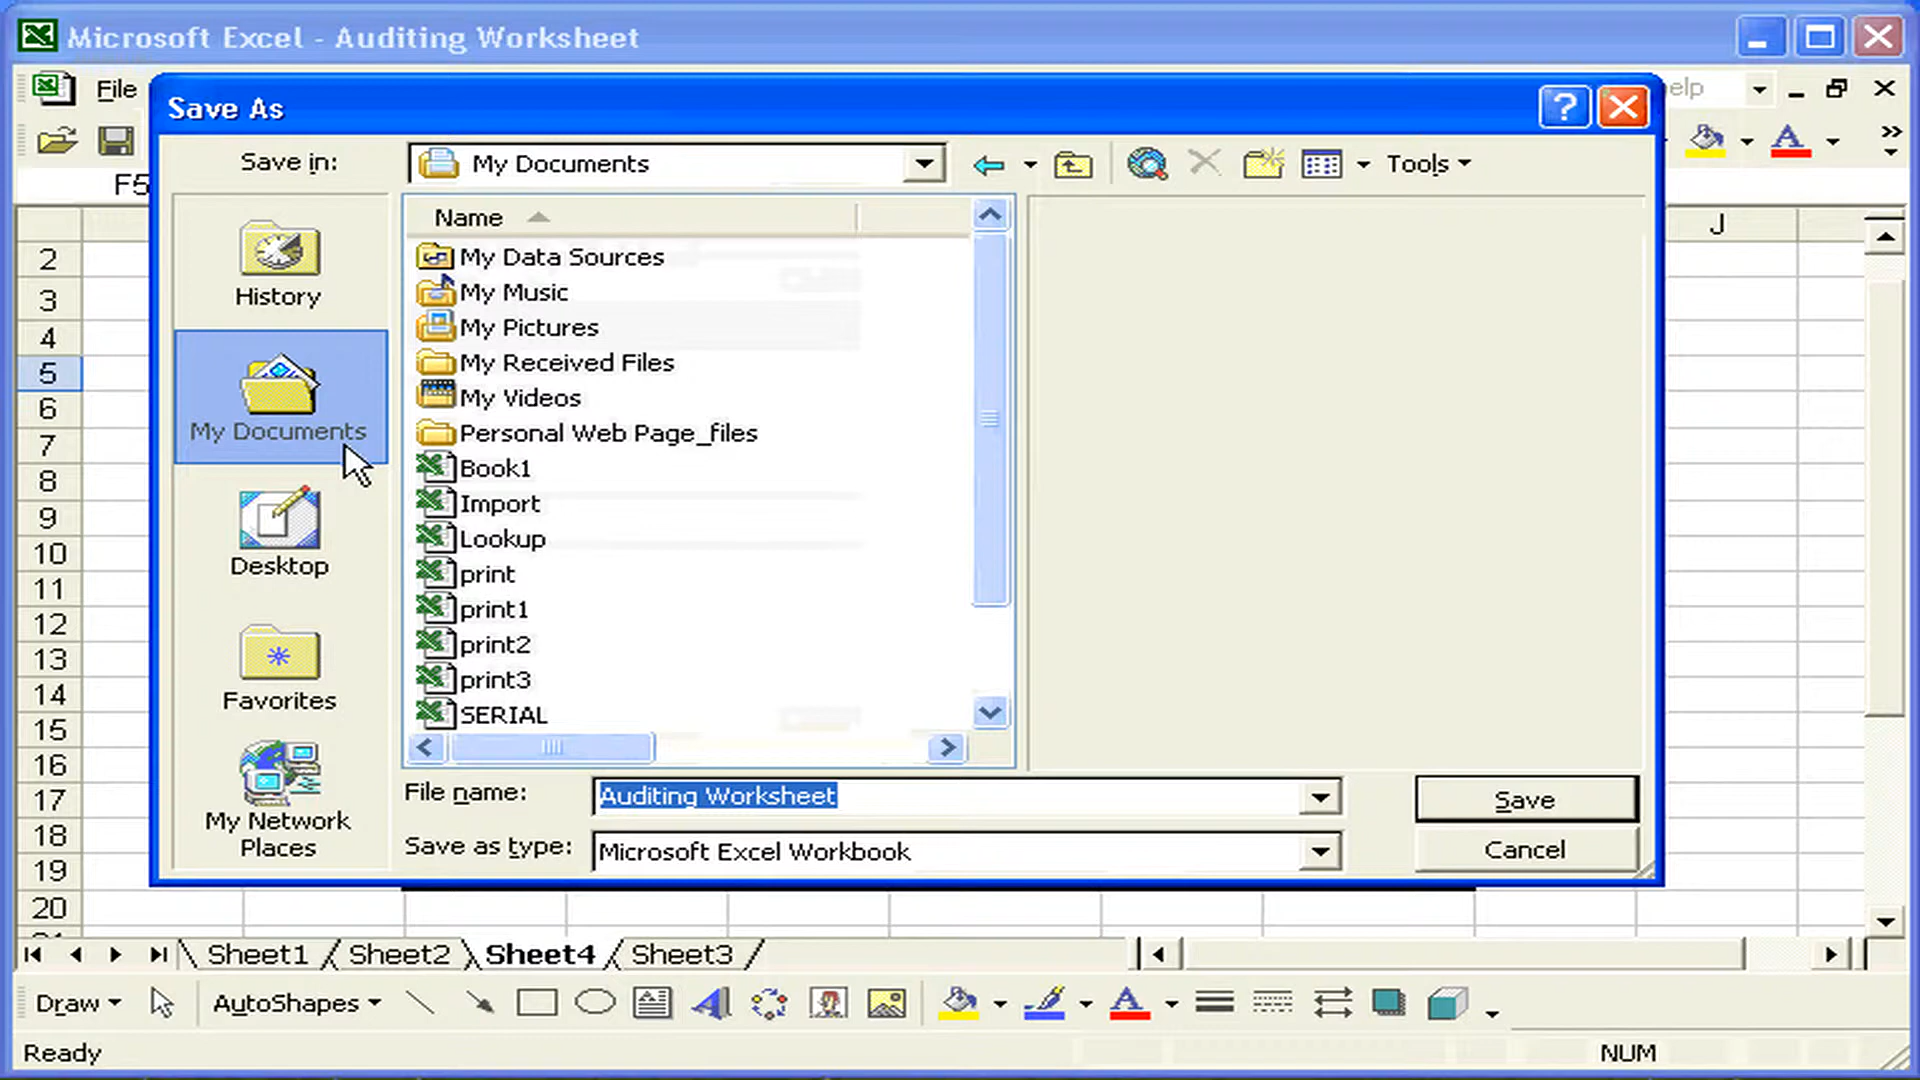 Microsoft Excel - Auditing Worksheet
File
elp
Save As
Save in:
My Documents
Tools
F5
History
My Documents
Desktop
Favorites
My Network
Places
Name
My Data Sources
My Music
My Pictures
My Received Files
My Videos
Personal Web Page_files
Book1
Import
Lookup
print
print1
print2
print3
SERIAL
File name:
Auditing Worksheet
Save
Save as type:
Microsoft Excel Workbook
Cancel
J
2
3
4
5
6
7
8
9
10
11
12
13
14
15
16
17
18
19
20
Sheet1
Sheet2
Sheet4
Sheet3
Draw
AutoShapes
Ready
NUM